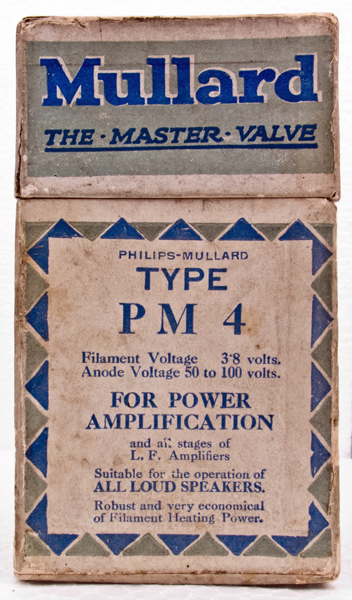 Mullard
THE · MASTER · VALVE
PHILIPS-MULLARD
TYPE
PM 4
Filament Voltage 3·8 volts.
Anode Voltage 50 to 100 volts.
FOR POWER
AMPLIFICATION
and all stages of
L. F. Amplifiers
Suitable for the operation of
ALL LOUD SPEAKERS.
Robust and very economical
of Filament Heating Power.